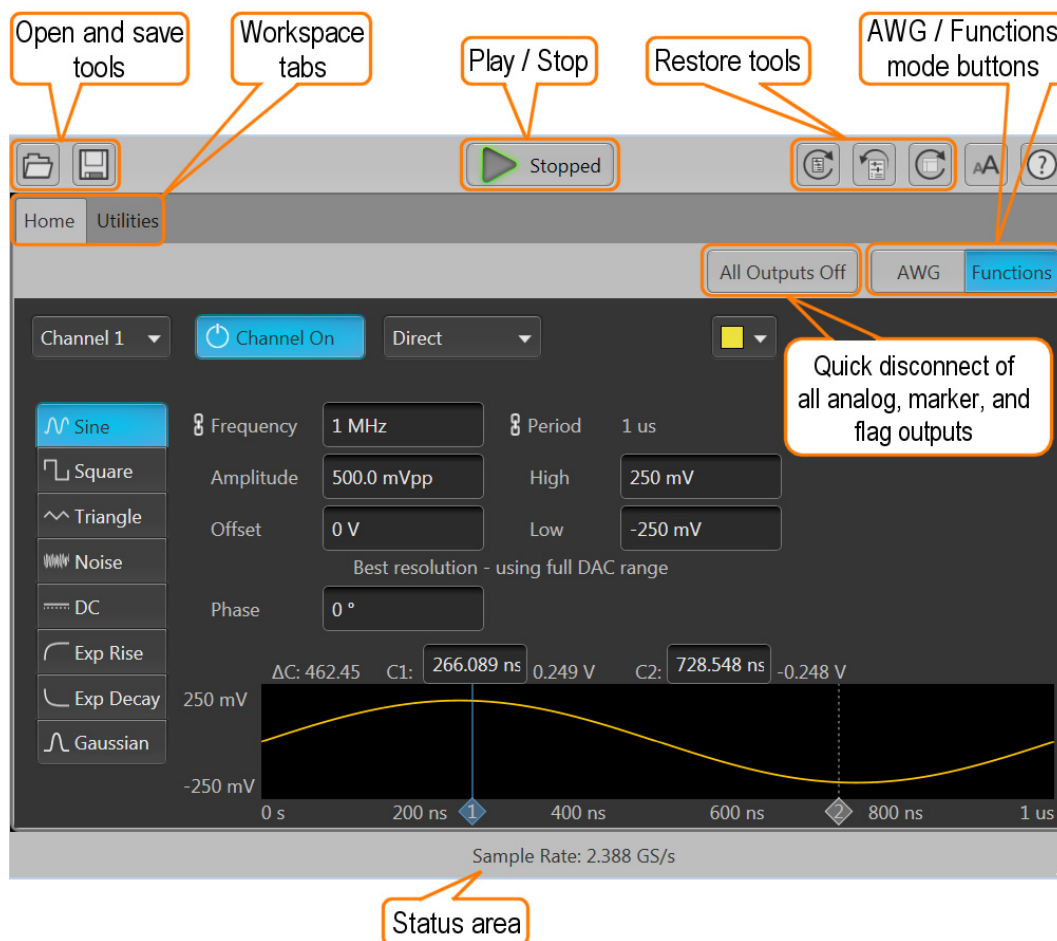 Open and save
tools
Workspace
tabs
Play / Stop
Restore tools
AWG / Functions
mode buttons
Stopped
AA
?
Home
Utilities
All Outputs Off
AWG
Functions
Channel 1
Channel On
Direct
Quick disconnect of
all analog, marker, and
flag outputs
Sine
Square
Triangle
Noise
DC
Exp Rise
Exp Decay
Gaussian
Frequency
1 MHz
Period
1 us
Amplitude
500.0 mVpp
High
250 mV
Offset
0 V
Low
-250 mV
Best resolution - using full DAC range
Phase
0 °
ΔC: 462.45
C1:
266.089 ns
0.249 V
C2:
728.548 ns
-0.248 V
250 mV
-250 mV
0 s
200 ns
1
400 ns
600 ns
2
800 ns
1 us
Sample Rate: 2.388 GS/s
Status area